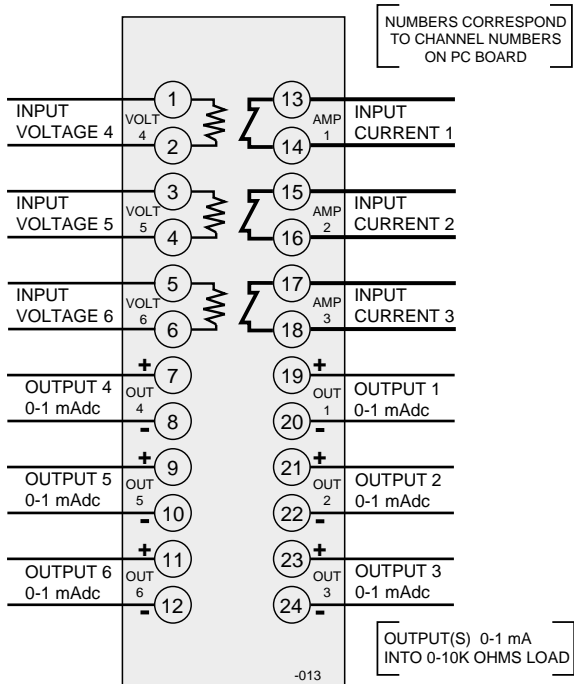 NUMBERS CORRESPOND
TO CHANNEL NUMBERS
ON PC BOARD
INPUT
VOLTAGE 4
VOLT
4
1
2
13
14
AMP
1
INPUT
CURRENT 1
INPUT
VOLTAGE 5
VOLT
5
3
4
15
16
AMP
2
INPUT
CURRENT 2
INPUT
VOLTAGE 6
VOLT
6
5
6
17
18
AMP
3
INPUT
CURRENT 3
OUTPUT 4
0-1 mAdc
+
OUT
4
-
7
8
19
20
+
OUT
1
-
OUTPUT 1
0-1 mAdc
OUTPUT 5
0-1 mAdc
+
OUT
5
-
9
10
21
22
+
OUT
2
-
OUTPUT 2
0-1 mAdc
OUTPUT 6
0-1 mAdc
+
OUT
6
-
11
12
23
24
+
OUT
3
-
OUTPUT 3
0-1 mAdc
OUTPUT(S) 0-1 mA
INTO 0-10K OHMS LOAD
-013